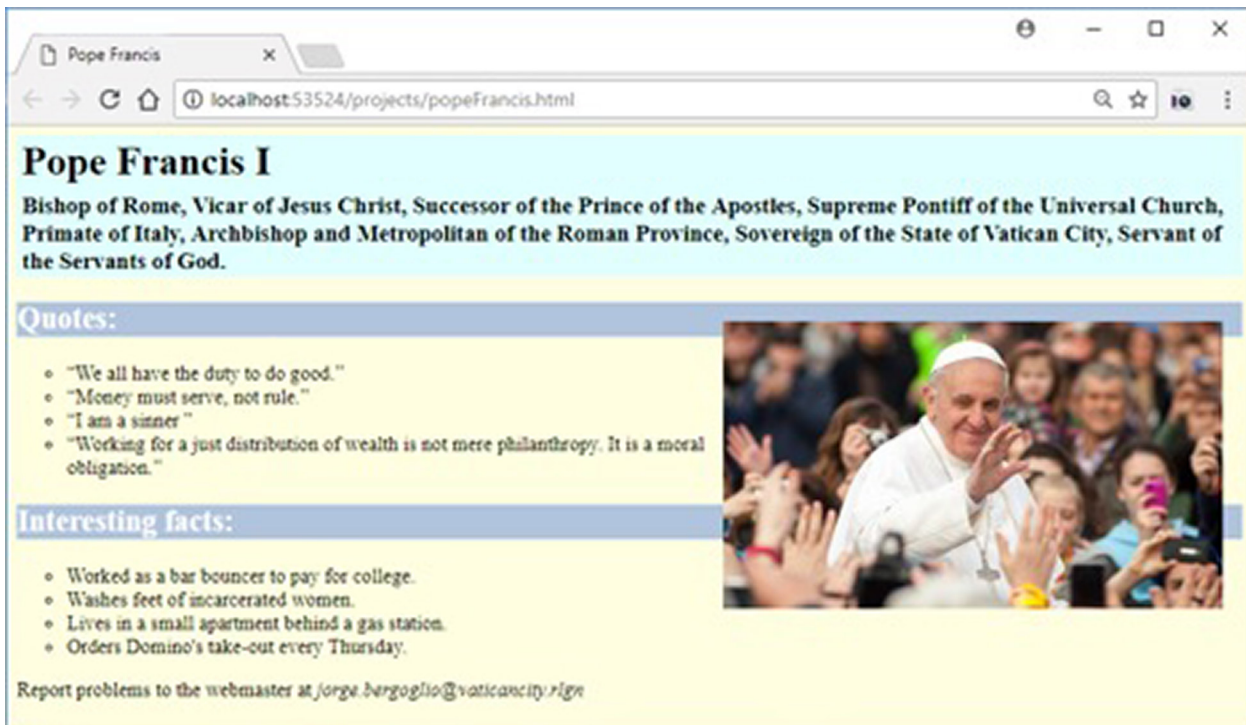 Pope Francis
localhost:53524/projects/popeFrancis.html
Pope Francis I
Bishop of Rome, Vicar of Jesus Christ, Successor of the Prince of the Apostles, Supreme Pontiff of the Universal Church,
Primate of Italy, Archbishop and Metropolitan of the Roman Province, Sovereign of the State of Vatican City, Servant of
the Servants of God.
Quotes:
“We all have the duty to do good.”
“Money must serve, not rule.”
“I am a sinner”
“Working for a just distribution of wealth is not mere philanthropy. It is a moral
obligation.”
Interesting facts:
Worked as a bar bouncer to pay for college.
Washes feet of incarcerated women.
Lives in a small apartment behind a gas station.
Orders Domino's take-out every Thursday.
Report problems to the webmaster at jorge.bergoglio@vaticancity.rlgn